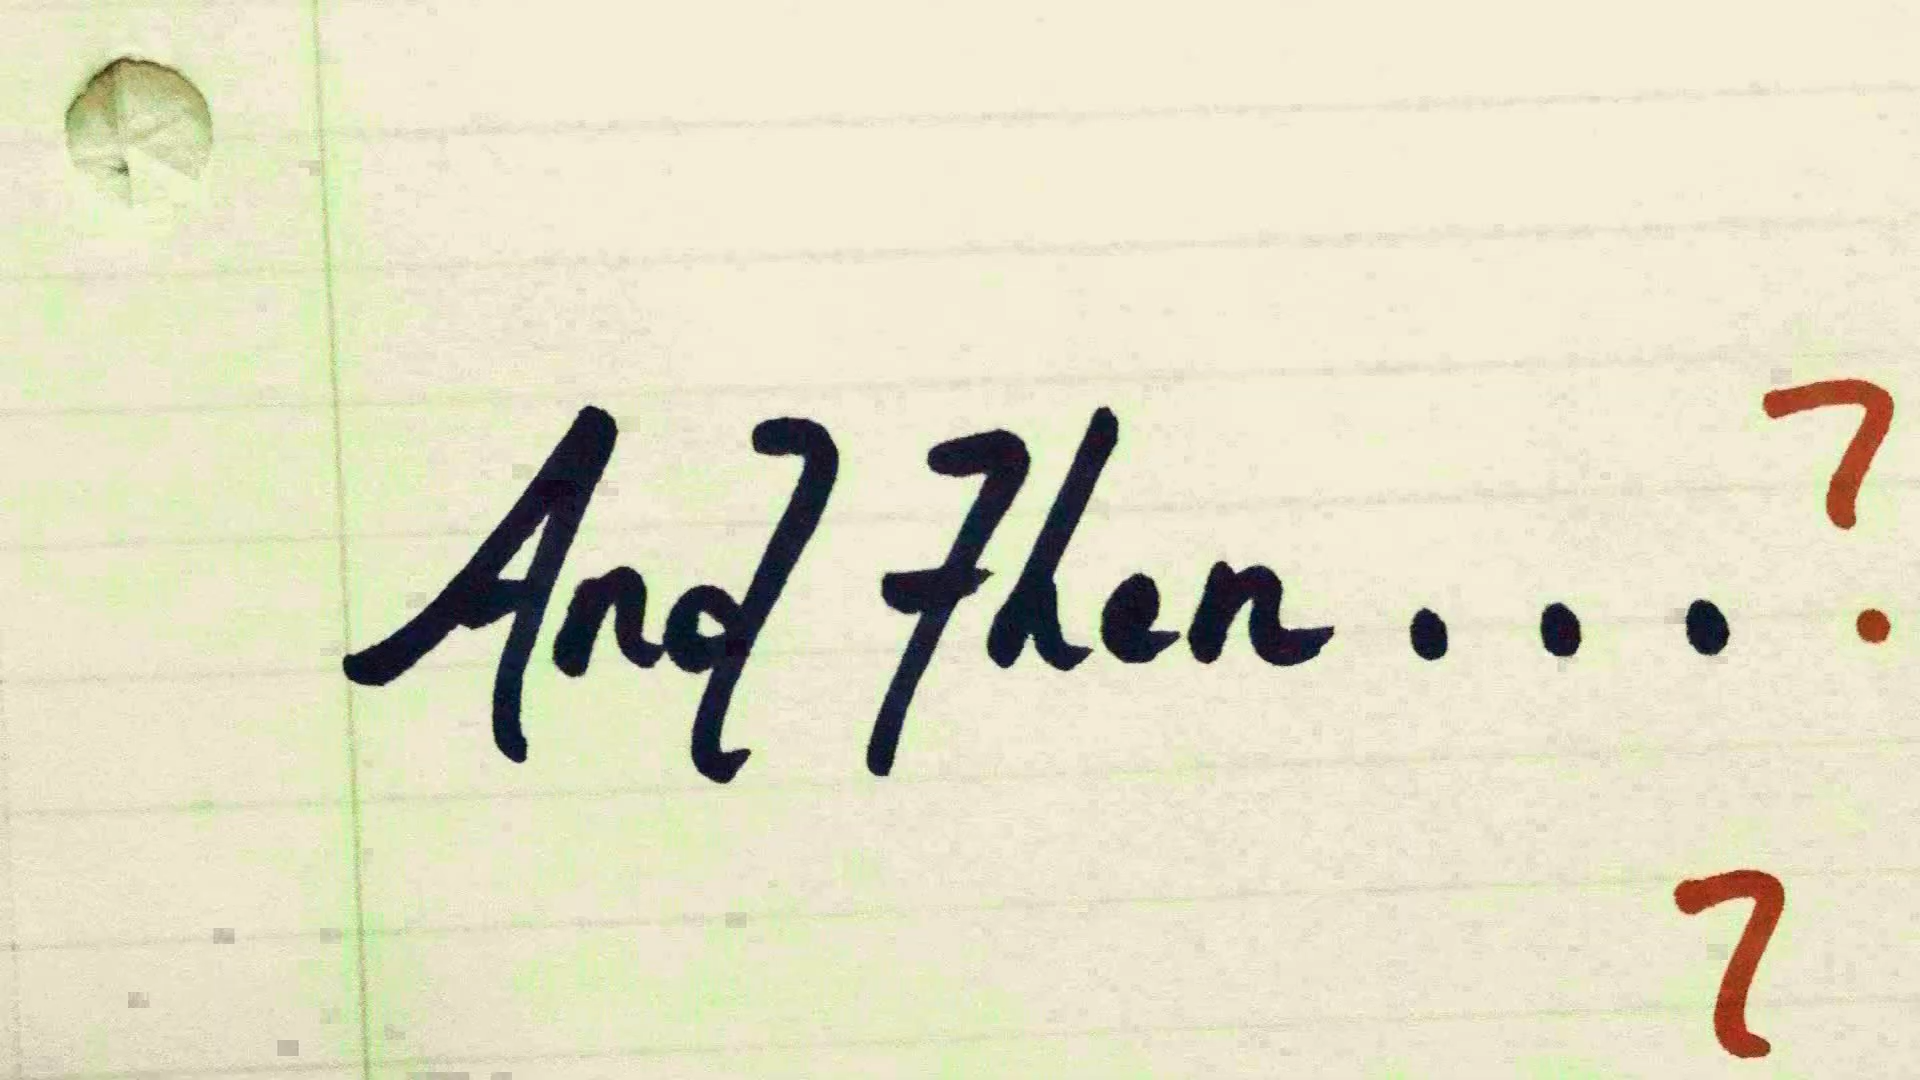 And Then . . . ?
?